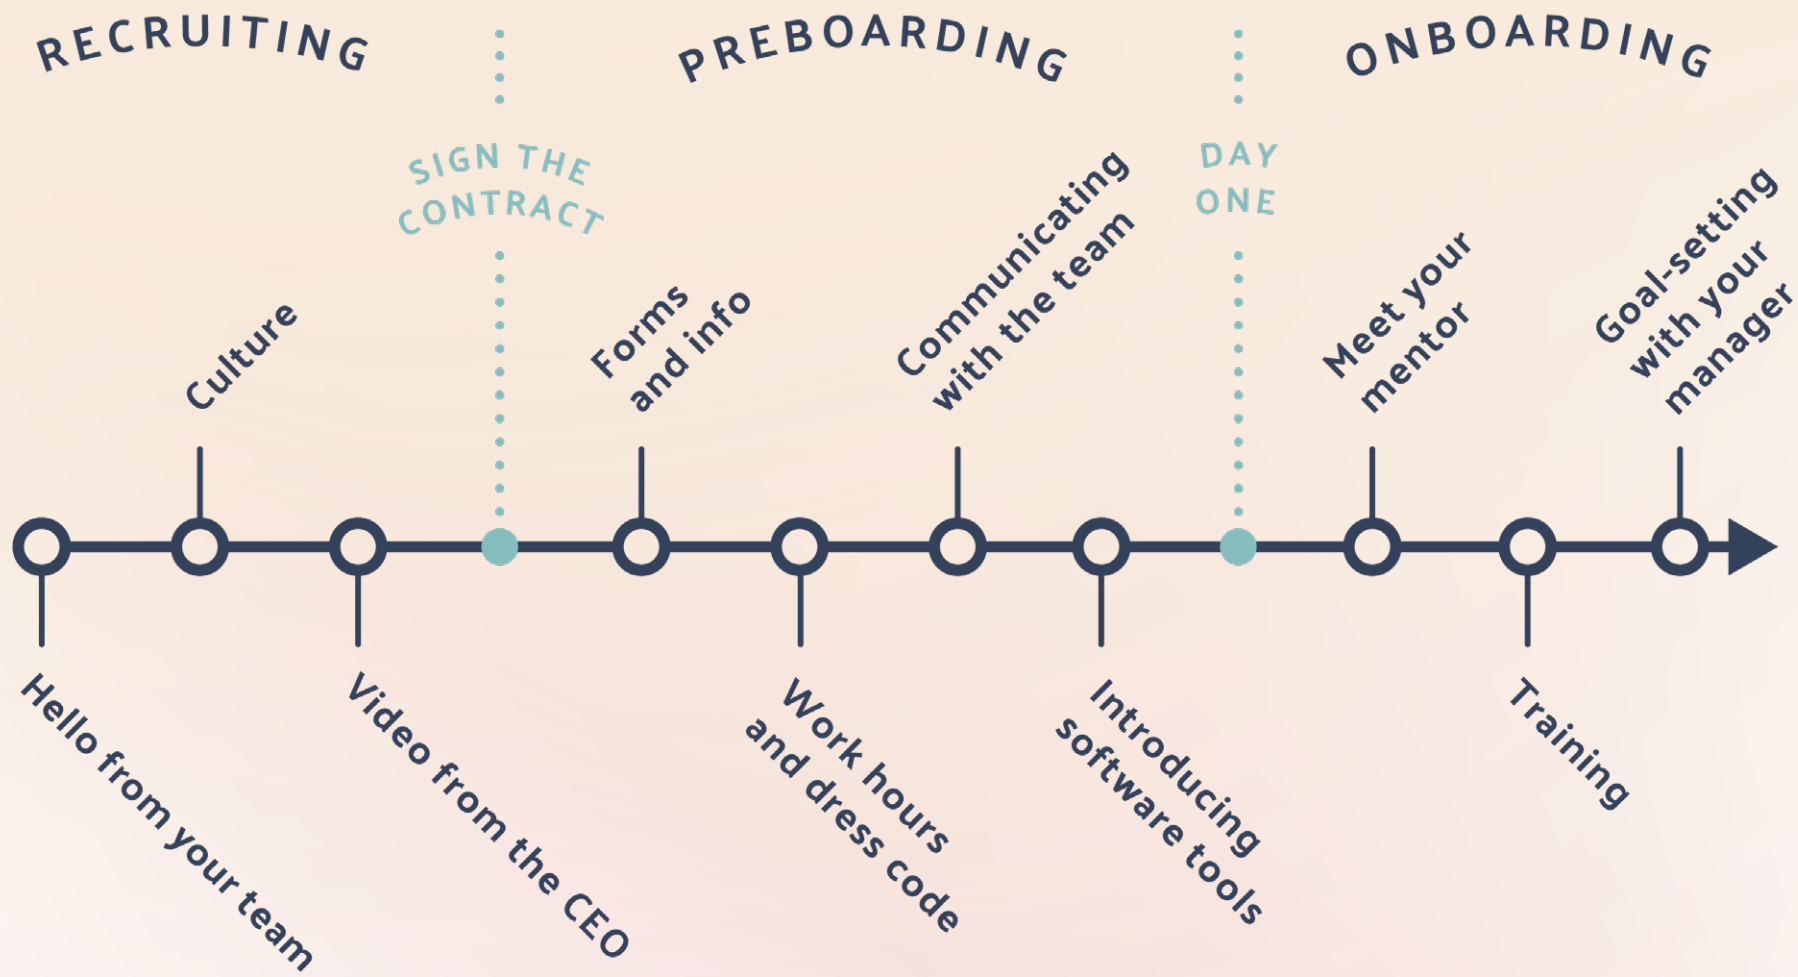 RECRUITING
PREBOARDING
ONBOARDING
SIGN THE
CONTRACT
DAY
ONE
Culture
Forms
and info
Communicating
with the team
Meet your
mentor
Goal-setting
with your
manager
Hello from your team
Video from the CEO
Work hours
and dress code
Introducing
software tools
Training